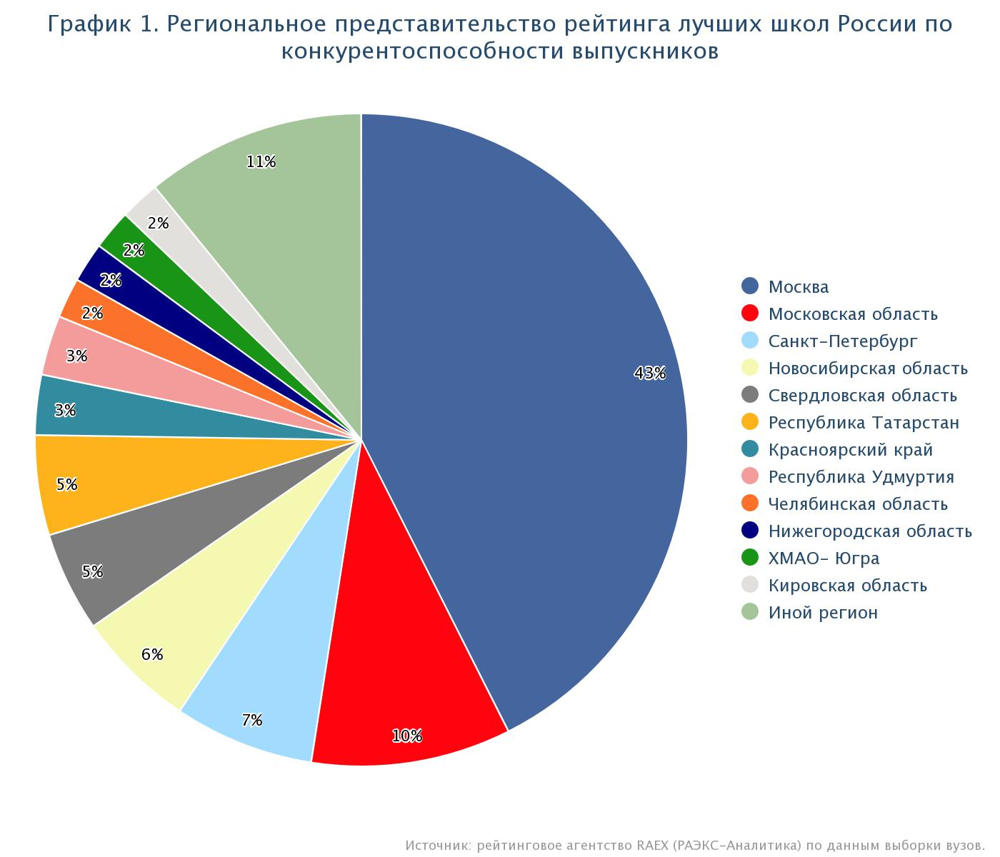 График 1. Региональное представительство рейтинга лучших школ России по
конкурентоспособности выпускников
11%
2%
2%
2%
2%
3%
3%
5%
5%
6%
7%
10%
43%
Москва
Московская область
Санкт-Петербург
Новосибирская область
Свердловская область
Республика Татарстан
Красноярский край
Республика Удмуртия
Челябинская область
Нижегородская область
ХМАО- Югра
Кировская область
Иной регион
Источник: рейтинговое агентство RAEX (РАЭКС-Аналитика) по данным выборки вузов.